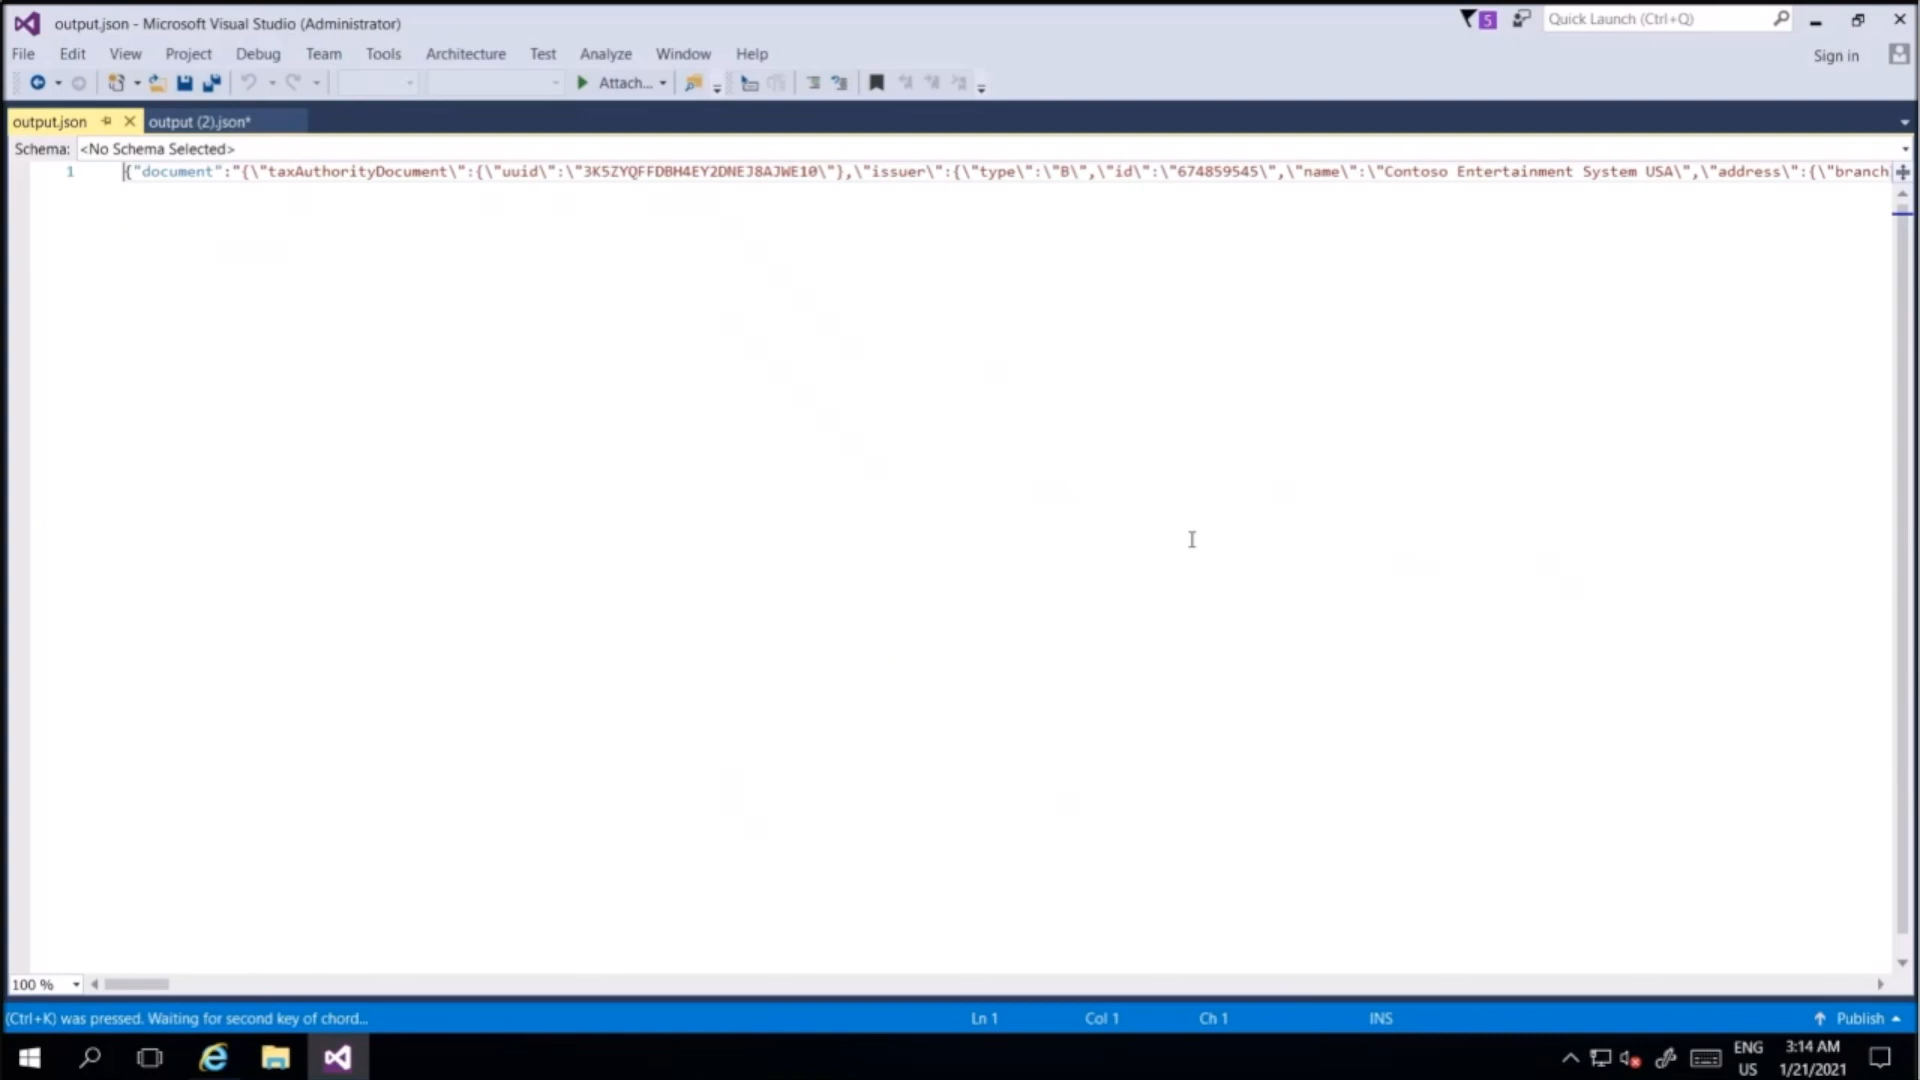 output.json - Microsoft Visual Studio (Administrator)
5
Quick Launch (Ctrl+Q)
File Edit View Project Debug Team Tools Architecture Test Analyze Window Help
Sign in
Attach...
output.json output (2).json*
Schema: <No Schema Selected>
1 {"document":"{\"taxAuthorityDocument\":{\"uuid\":\"3K5ZYQFFDBH4EY2DNEJ8AJWE10\"},\"issuer\":{\"type\":\"B\",\"id\":\"674859545\",\"name\":\"Contoso Entertainment System USA\",\"address\":{\"branch
100 %
(Ctrl+K) was pressed. Waiting for second key of chord... Ln 1 Col 1 Ch 1 INS Publish
ENG 3:14 AM
US 1/21/2021